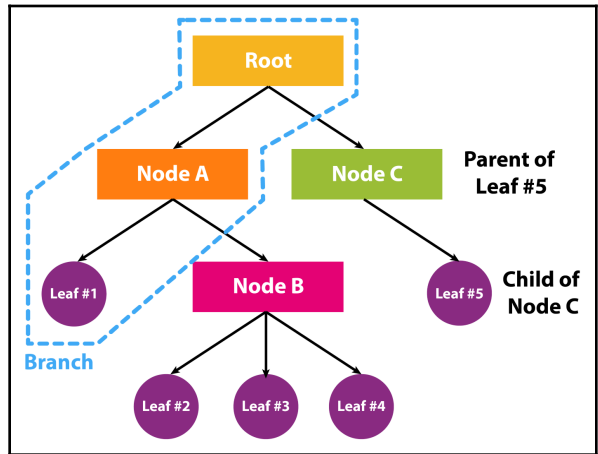 Root
Node A
Node C
Parent of
Leaf #5
Leaf #1
Node B
Leaf #5
Child of
Node C
Branch
Leaf #2
Leaf #3
Leaf #4